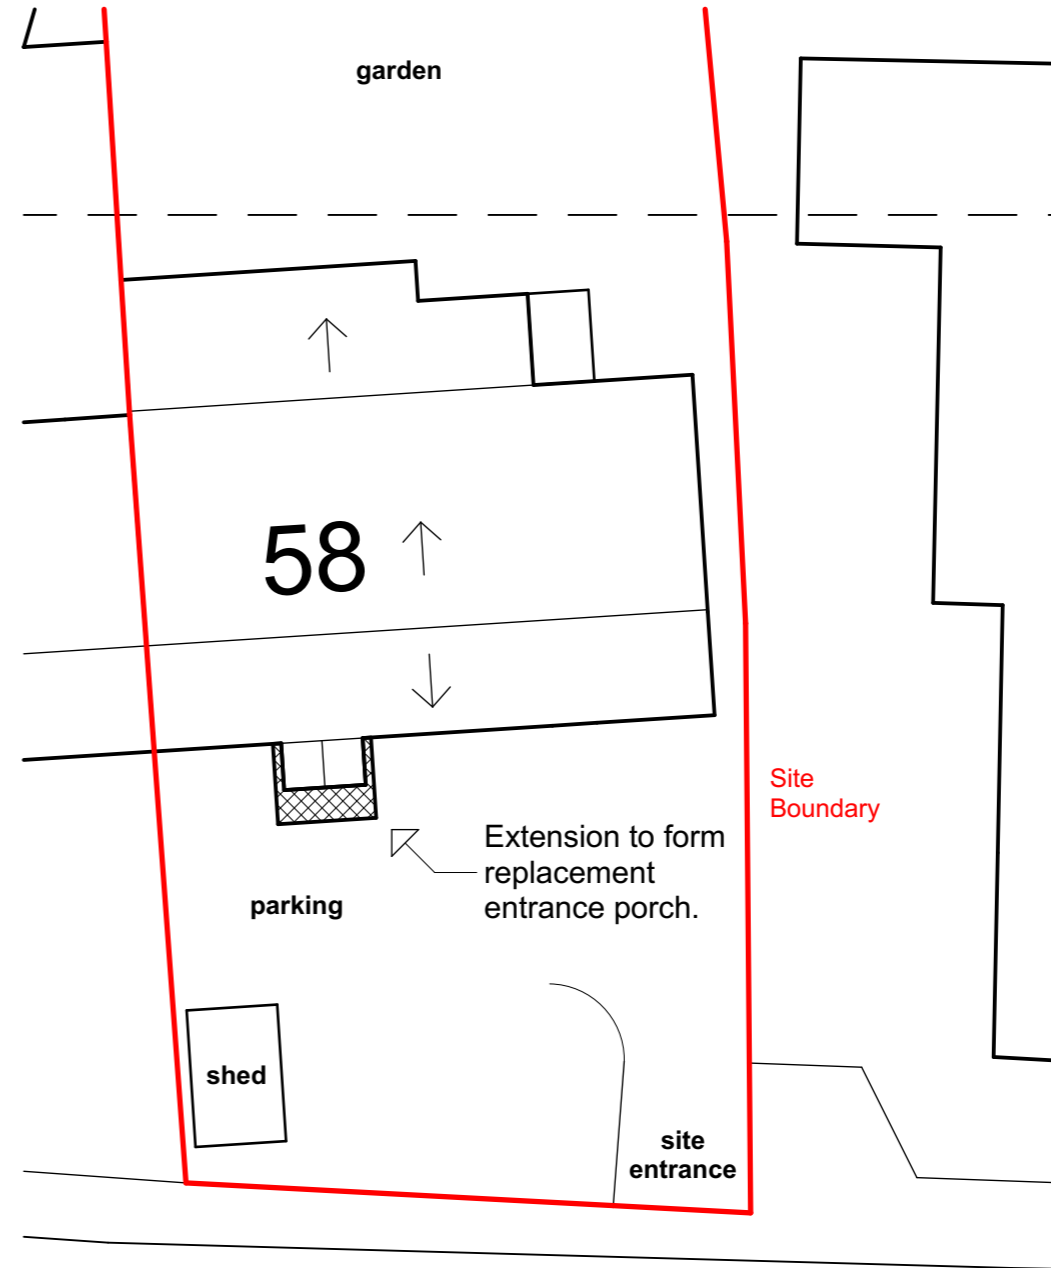 garden
58
Site
Boundary
Extension to form
replacement
entrance porch.
parking
shed
site
entrance